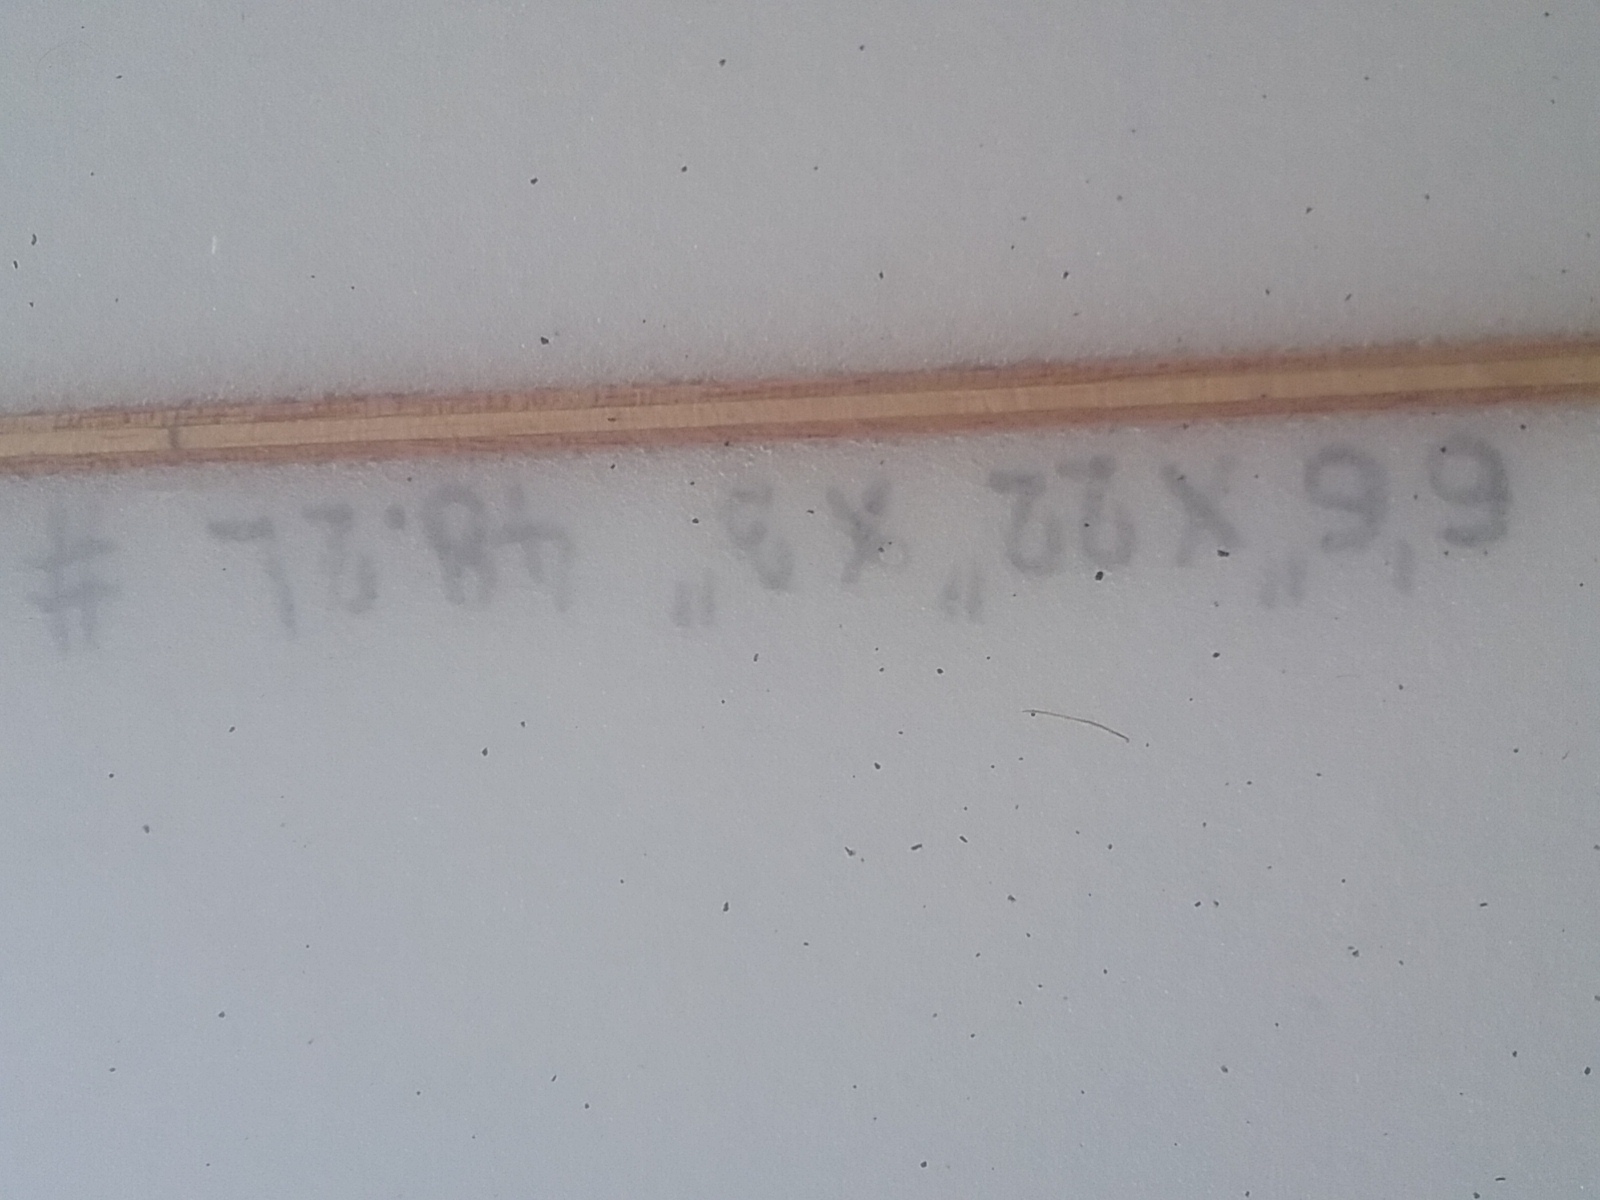 6'6" x 22" x 3" 48.2L #